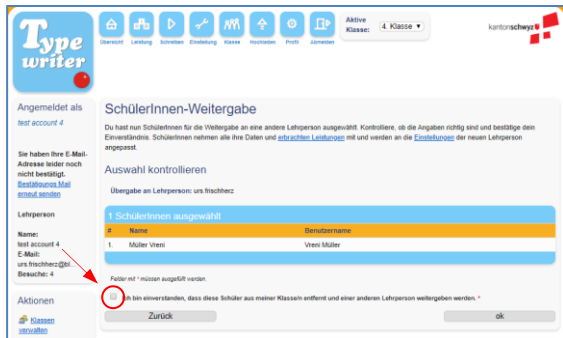 Type
writer
Übersicht Leistung Schreiben Einstellung Klasse Hochladen Profil Abmelden
Aktive
Klasse: 4. Klasse
kantonschwyz
Angemeldet als
test account 4
Sie haben Ihre E-Mail-
Adresse leider noch
nicht bestätigt.
Bestätigungs Mail
erneut senden
Lehrperson
Name:
test account 4
E-Mail:
urs.frischherz@bl...
Besuche: 4
Aktionen
Klassen
verwalten
SchülerInnen-Weitergabe
Du hast nun SchülerInnen für die Weitergabe an eine andere Lehrperson ausgewählt. Kontrolliere, ob die Angaben richtig sind und bestätige dein
Einverständnis. SchülerInnen nehmen alle ihre Daten und erbrachten Leistungen mit und werden an die Einstellungen der neuen Lehrperson
angepasst.
Auswahl kontrollieren
Übergabe an Lehrperson: urs frischherz
1 SchülerInnen ausgewählt
# Name Benutzername
1. Müller Vreni Vreni Müller
Felder mit * müssen ausgefüllt werden.
Ich bin einverstanden, dass diese Schüler aus meiner Klasse/n entfernt und einer anderen Lehrperson weitergeben werden. *
Zurück ok